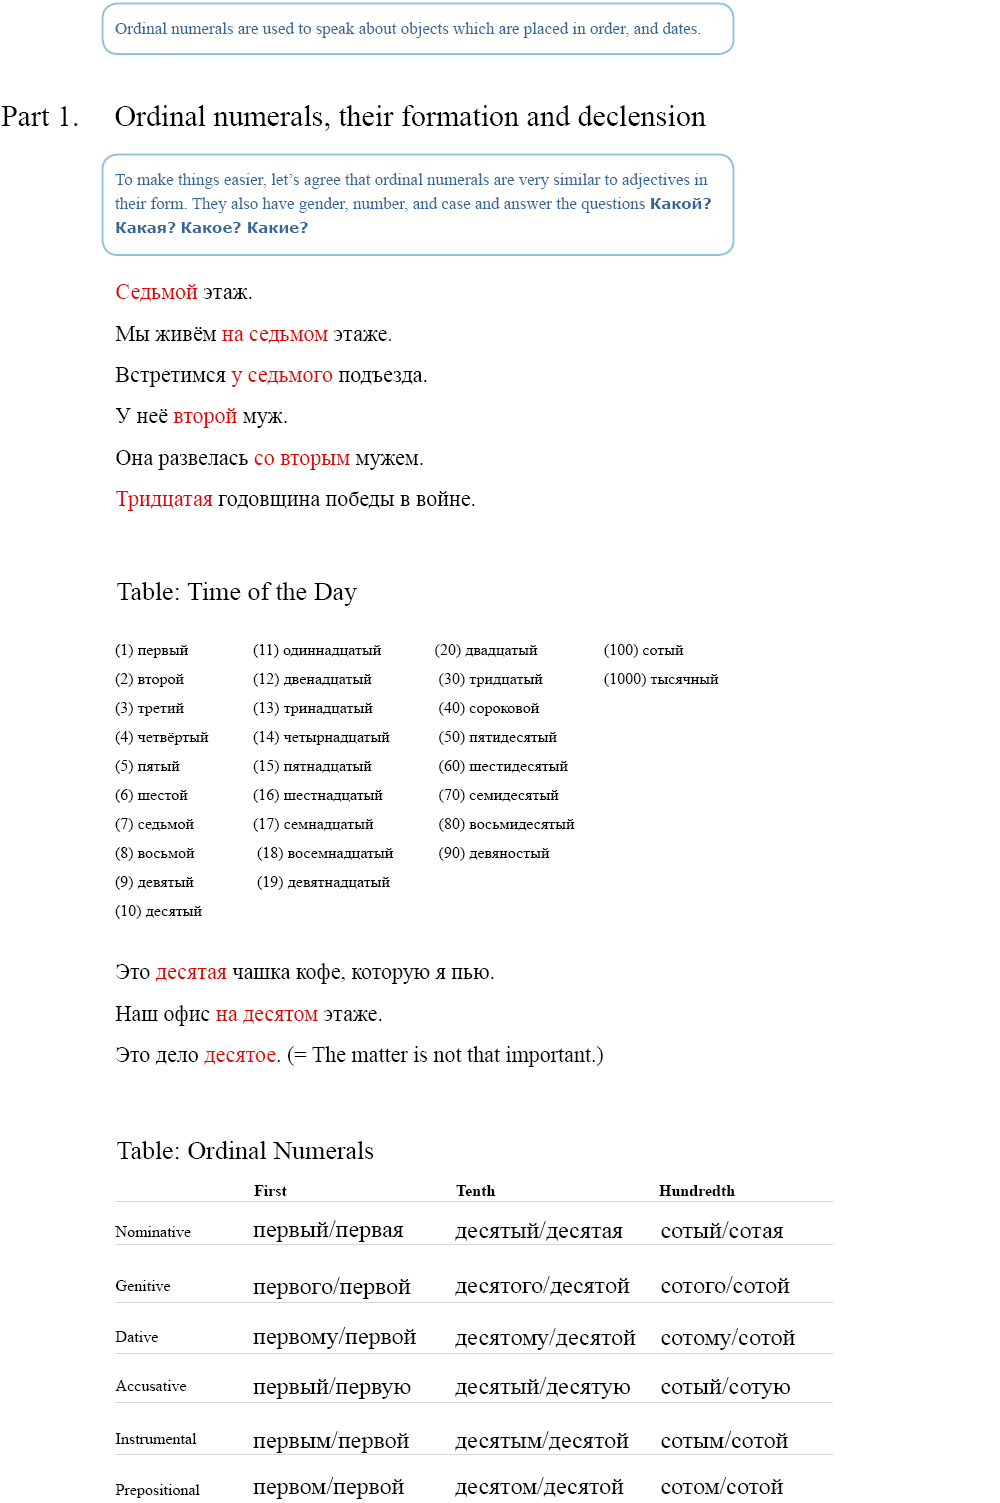 Ordinal numerals are used to speak about objects which are placed in order, and dates.
Part 1. Ordinal numerals, their formation and declension
To make things easier, let’s agree that ordinal numerals are very similar to adjectives in
their form. They also have gender, number, and case and answer the questions Какой?
Какая? Какое? Какие?
Седьмой этаж.
Мы живём на седьмом этаже.
Встретимся у седьмого подъезда.
У неё второй муж.
Она развелась со вторым мужем.
Тридцатая годовщина победы в войне.
Table: Time of the Day
(1) первый (11) одиннадцатый (20) двадцатый (100) сотый
(2) второй (12) двенадцатый (30) тридцатый (1000) тысячный
(3) третий (13) тринадцатый (40) сороковой
(4) четвёртый (14) четырнадцатый (50) пятидесятый
(5) пятый (15) пятнадцатый (60) шестидесятый
(6) шестой (16) шестнадцатый (70) семидесятый
(7) седьмой (17) семнадцатый (80) восьмидесятый
(8) восьмой (18) восемнадцатый (90) девяностый
(9) девятый (19) девятнадцатый
(10) десятый
Это десятая чашка кофе, которую я пью.
Наш офис на десятом этаже.
Это дело десятое. (= The matter is not that important.)
Table: Ordinal Numerals
First Tenth Hundredth
Nominative первый/первая десятый/десятая сотый/сотая
Genitive первого/первой десятого/десятой сотого/сотой
Dative первому/первой десятому/десятой сотому/сотой
Accusative первый/первую десятый/десятую сотый/сотую
Instrumental первым/первой десятым/десятой сотым/сотой
Prepositional первом/первой десятом/десятой сотом/сотой